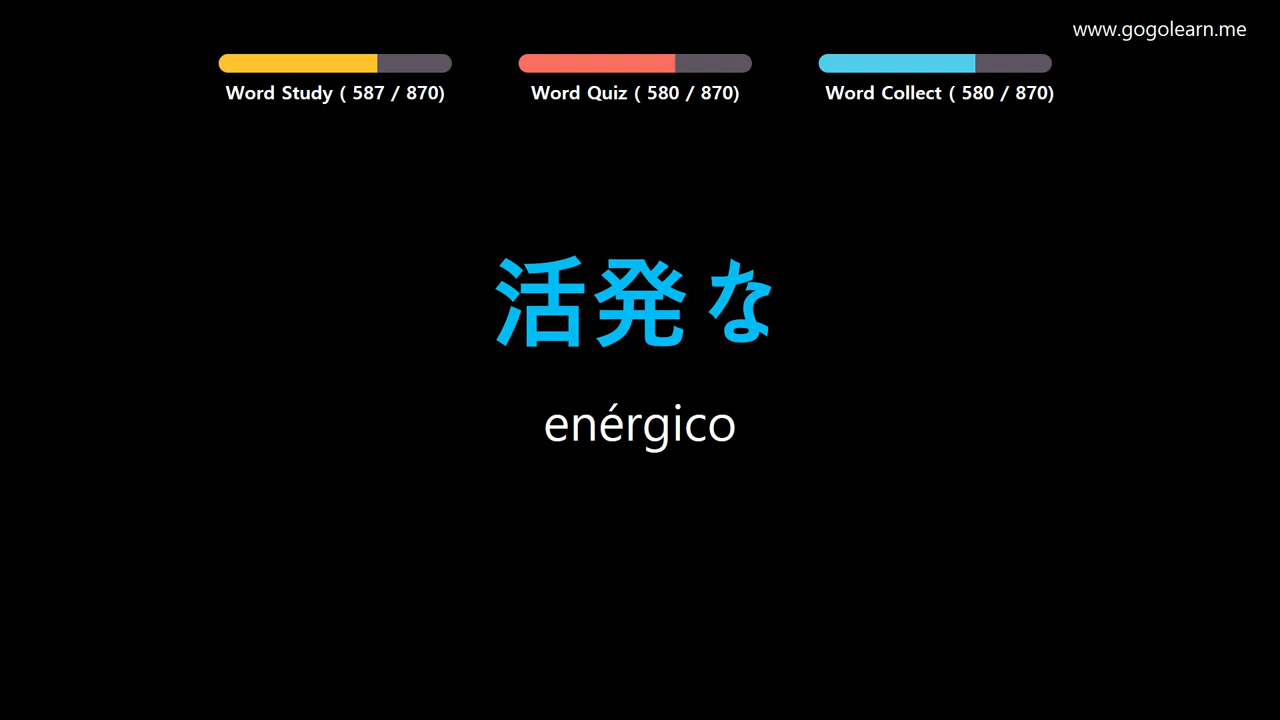 www.gogolearn.me
Word Study ( 587 / 870)
Word Quiz ( 580 / 870)
Word Collect ( 580 / 870)
活発な
enérgico